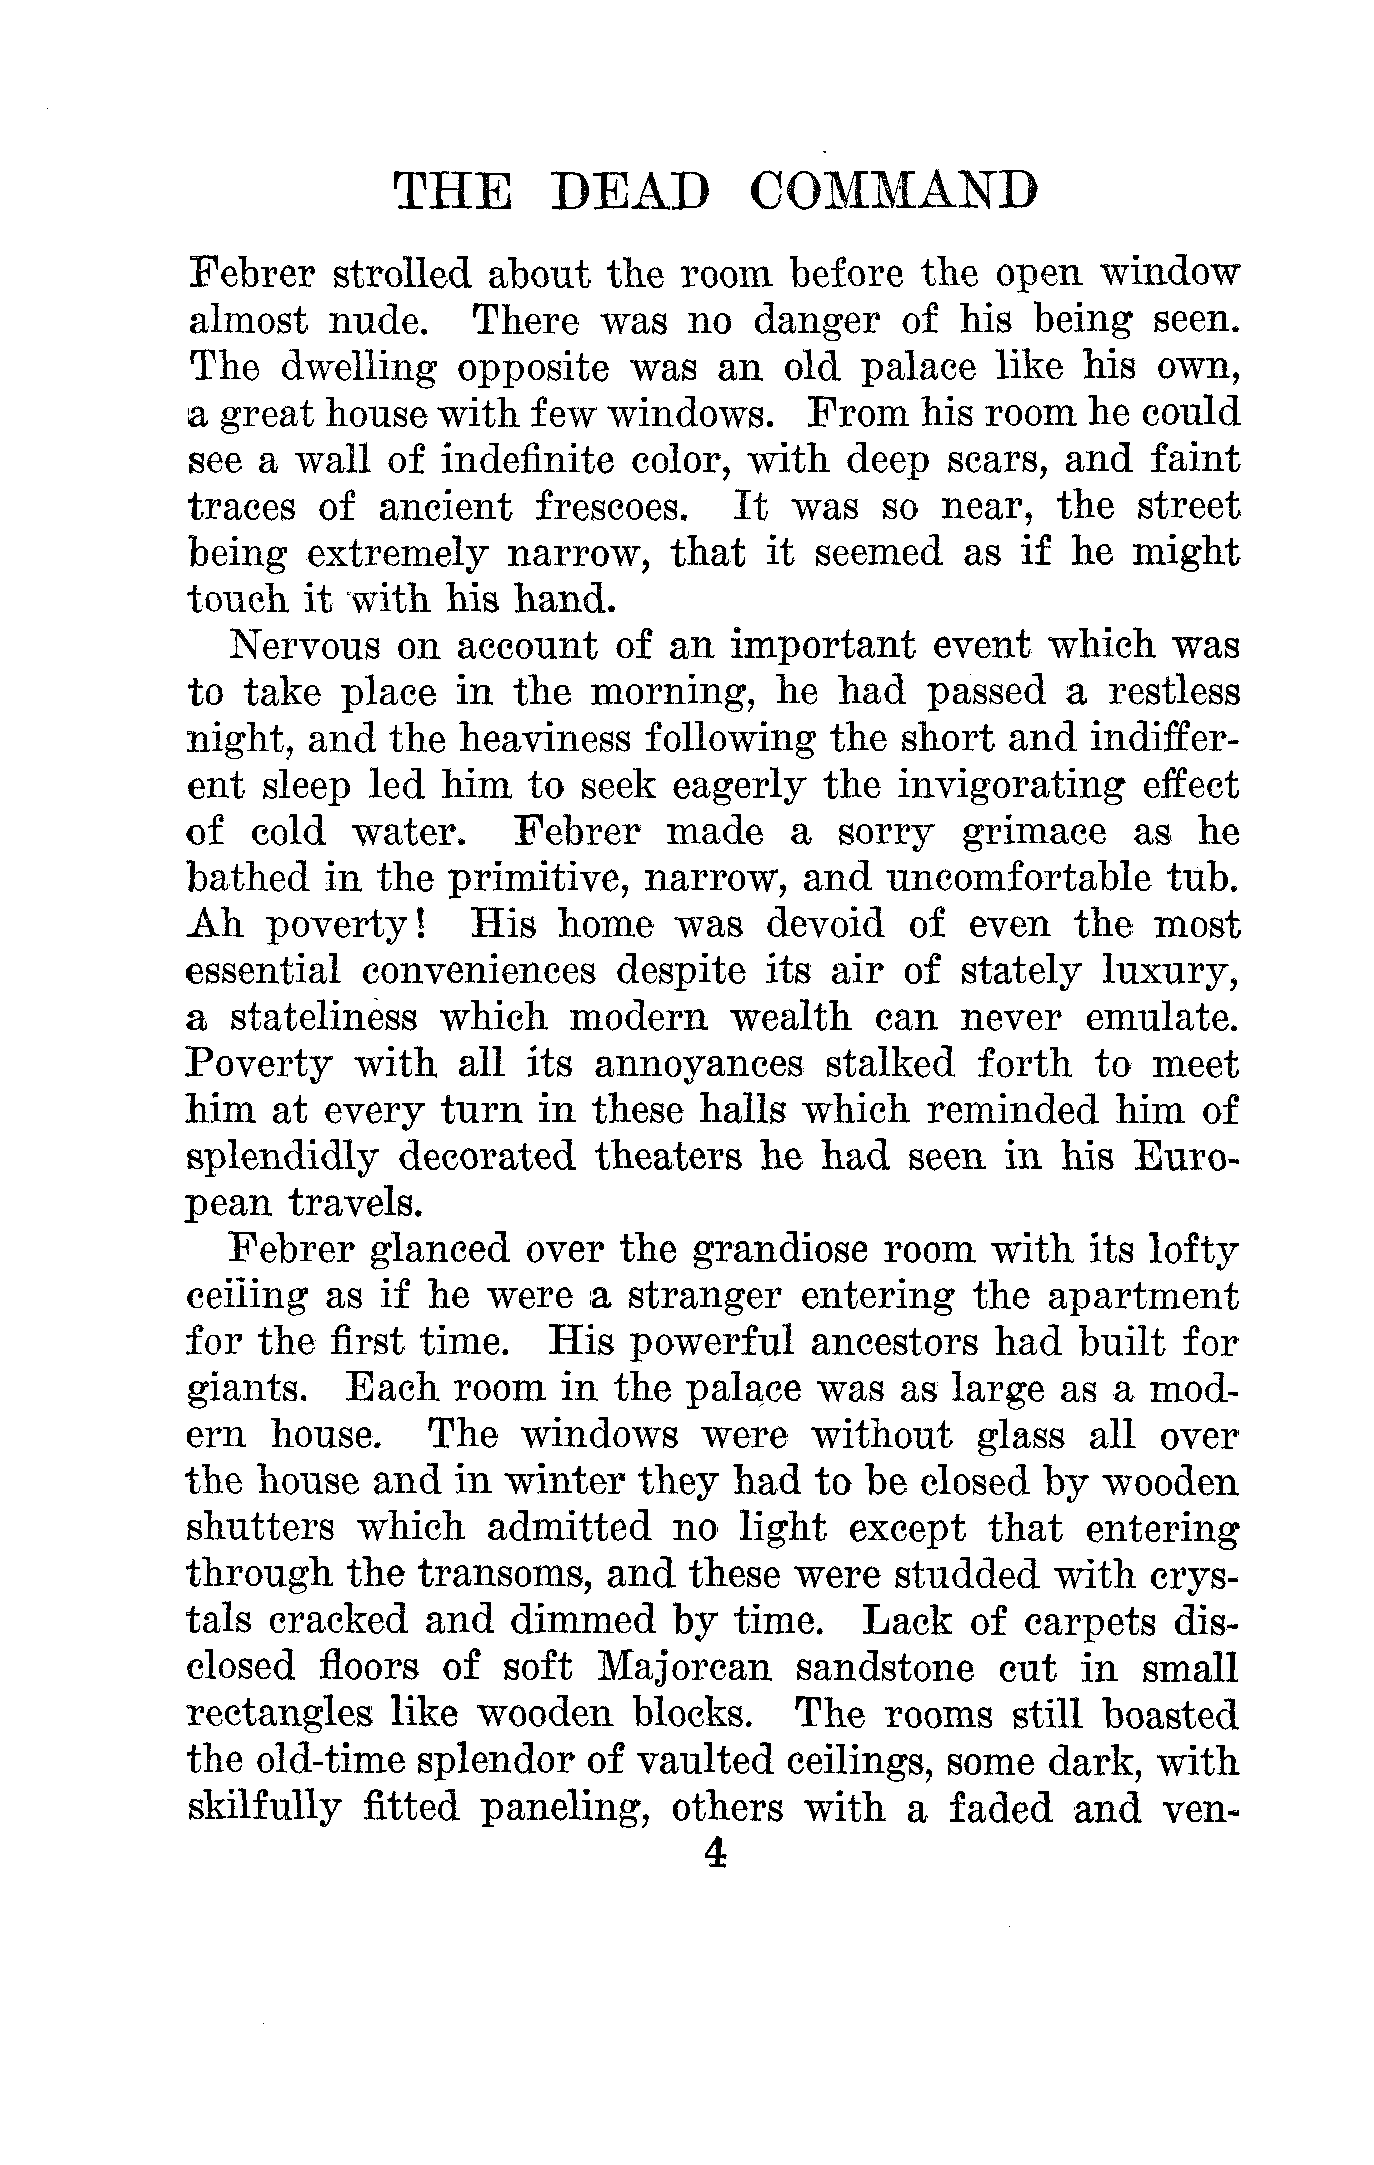 THE DEAD COMMAND
Febrer strolled about the room before the open window
almost nude. There was no danger of his being seen.
The dwelling opposite was an old palace like his own,
a great house with few windows. From his room he could
see a wall of indefinite color, with deep scars, and faint
traces of ancient frescoes. It was so near, the street
being extremely narrow, that it seemed as if he might
touch it with his hand.
Nervous on account of an important event which was
to take place in the morning, he had passed a restless
night, and the heaviness following the short and indiffer-
ent sleep led him to seek eagerly the invigorating effect
of cold water. Febrer made a sorry grimace as he
bathed in the primitive, narrow, and uncomfortable tub.
Ah poverty! His home was devoid of even the most
essential conveniences despite its air of stately luxury,
a stateliness which modern wealth can never emulate.
Poverty with all its annoyances stalked forth to meet
him at every turn in these halls which reminded him of
splendidly decorated theaters he had seen in his Euro-
pean travels.
Febrer glanced over the grandiose room with its lofty
ceiling as if he were a stranger entering the apartment
for the first time. His powerful ancestors had built for
giants. Each room in the palace was as large as a mod-
ern house. The windows were without glass all over
the house and in winter they had to be closed by wooden
shutters which admitted no light except that entering
through the transoms, and these were studded with crys-
tals cracked and dimmed by time. Lack of carpets dis-
closed floors of soft Majorcan sandstone cut in small
rectangles like wooden blocks. The rooms still boasted
the old-time splendor of vaulted ceilings, some dark, with
skilfully fitted paneling, others with a faded and ven-
4